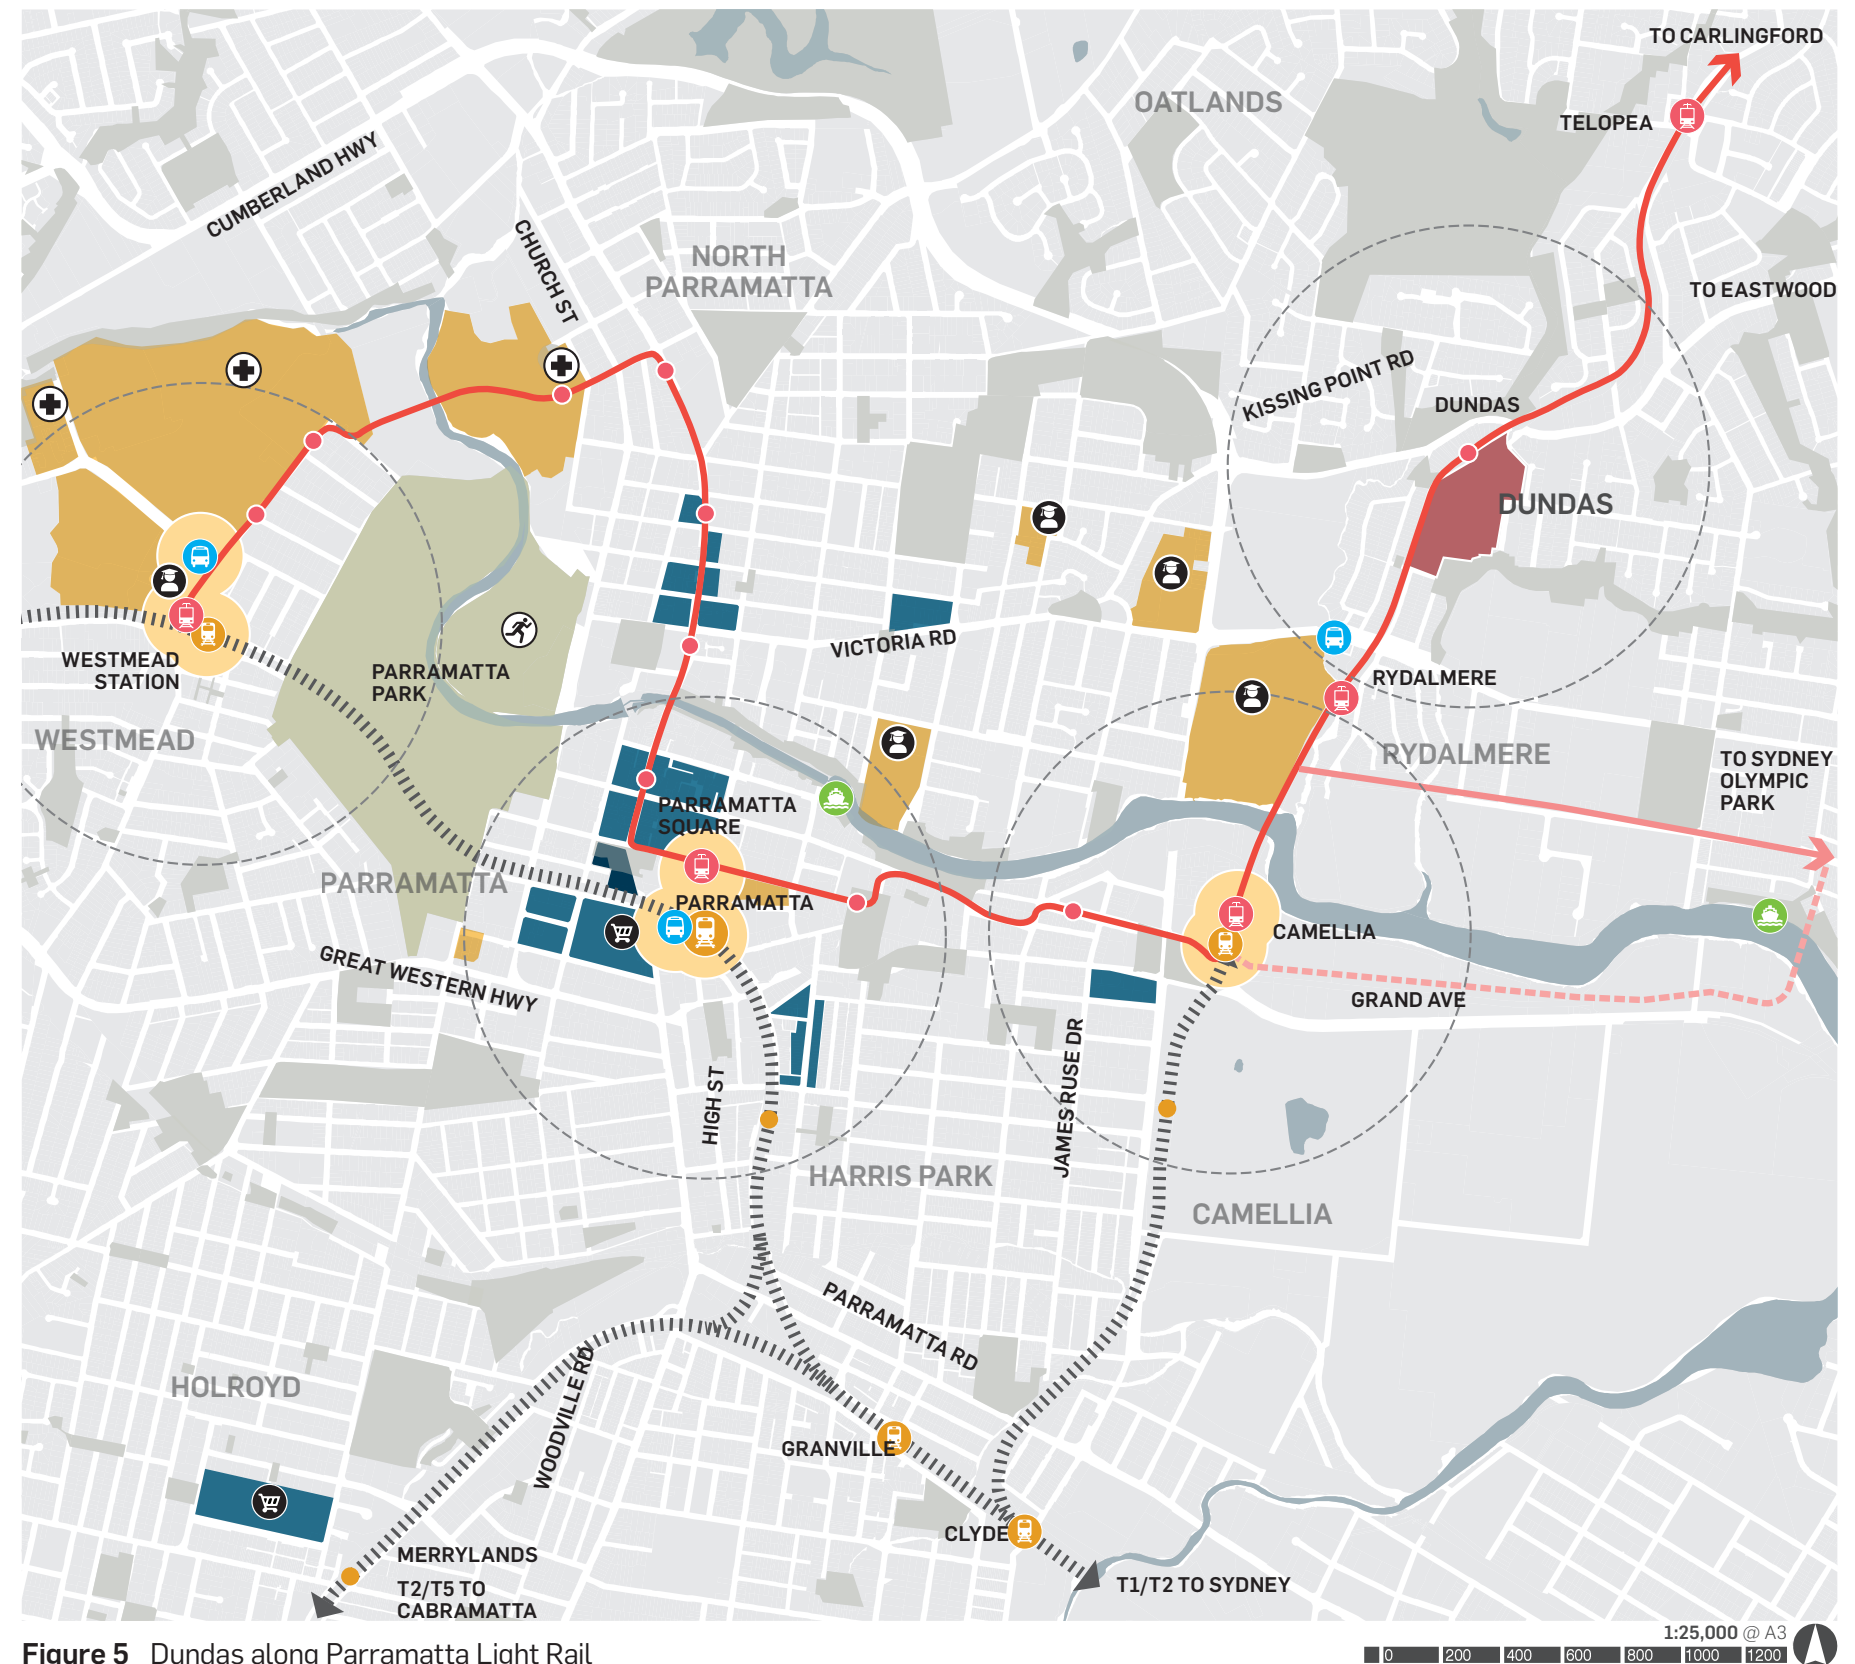 TO CARLINGFORD
OATLANDS
TELOPEA
CUMBERLAND HWY
CHURCH ST
NORTH
PARRAMATTA
TO EASTWOOD
KISSING POINT RD
DUNDAS
DUNDAS
VICTORIA RD
WESTMEAD
STATION
PARRAMATTA
PARK
RYDALMERE
WESTMEAD
RYDALMERE
TO SYDNEY
OLYMPIC
PARK
PARRAMATTA
SQUARE
PARRAMATTA
PARRAMATTA
CAMELLIA
GREAT WESTERN HWY
GRAND AVE
HIGH ST
JAMES RUSE DR
HARRIS PARK
CAMELLIA
PARRAMATTA RD
HOLROYD
WOODVILLE RD
GRANVILLE
CLYDE
MERRYLANDS
T2/T5 TO
CABRAMATTA
T1/T2 TO SYDNEY
Figure 5 Dundas along Parramatta Light Rail
1:25,000 @ A3
0 200 400 600 800 1000 1200